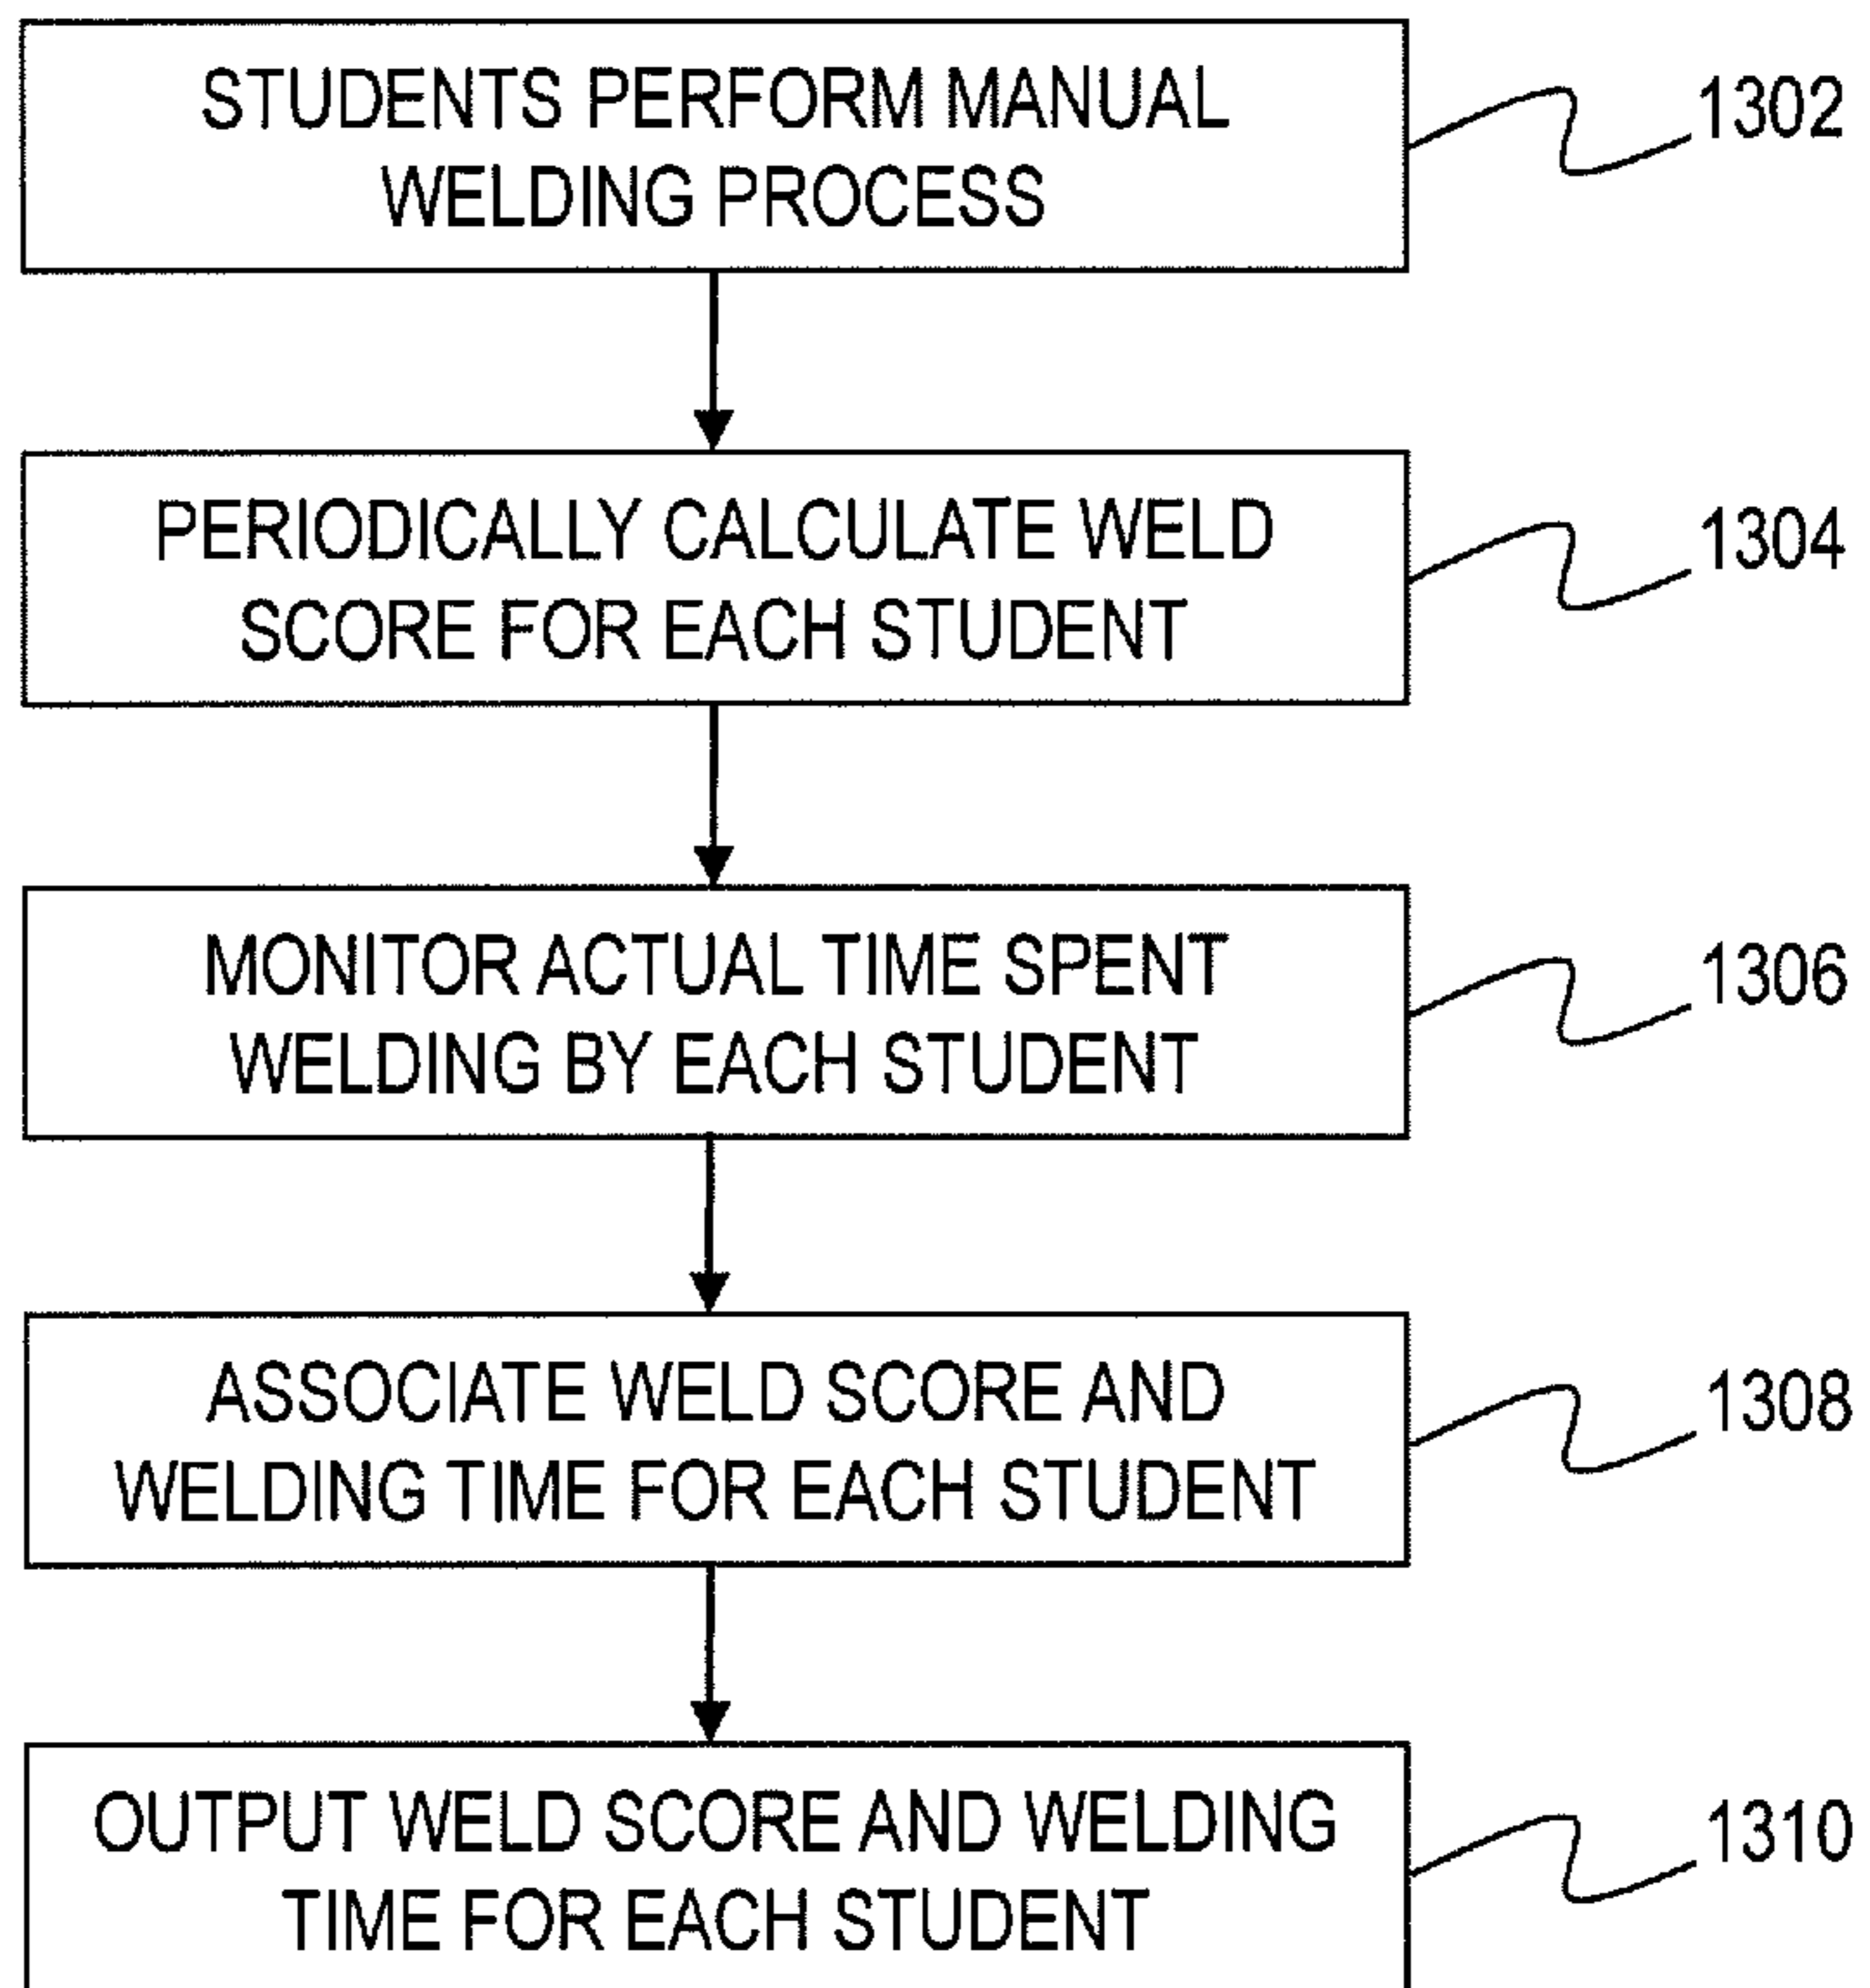 STUDENTS PERFORM MANUAL
WELDING PROCESS
1302
PERIODICALLY CALCULATE WELD
SCORE FOR EACH STUDENT
1304
MONITOR ACTUAL TIME SPENT
WELDING BY EACH STUDENT
1306
ASSOCIATE WELD SCORE AND
WELDING TIME FOR EACH STUDENT
1308
OUTPUT WELD SCORE AND WELDING
TIME FOR EACH STUDENT
1310